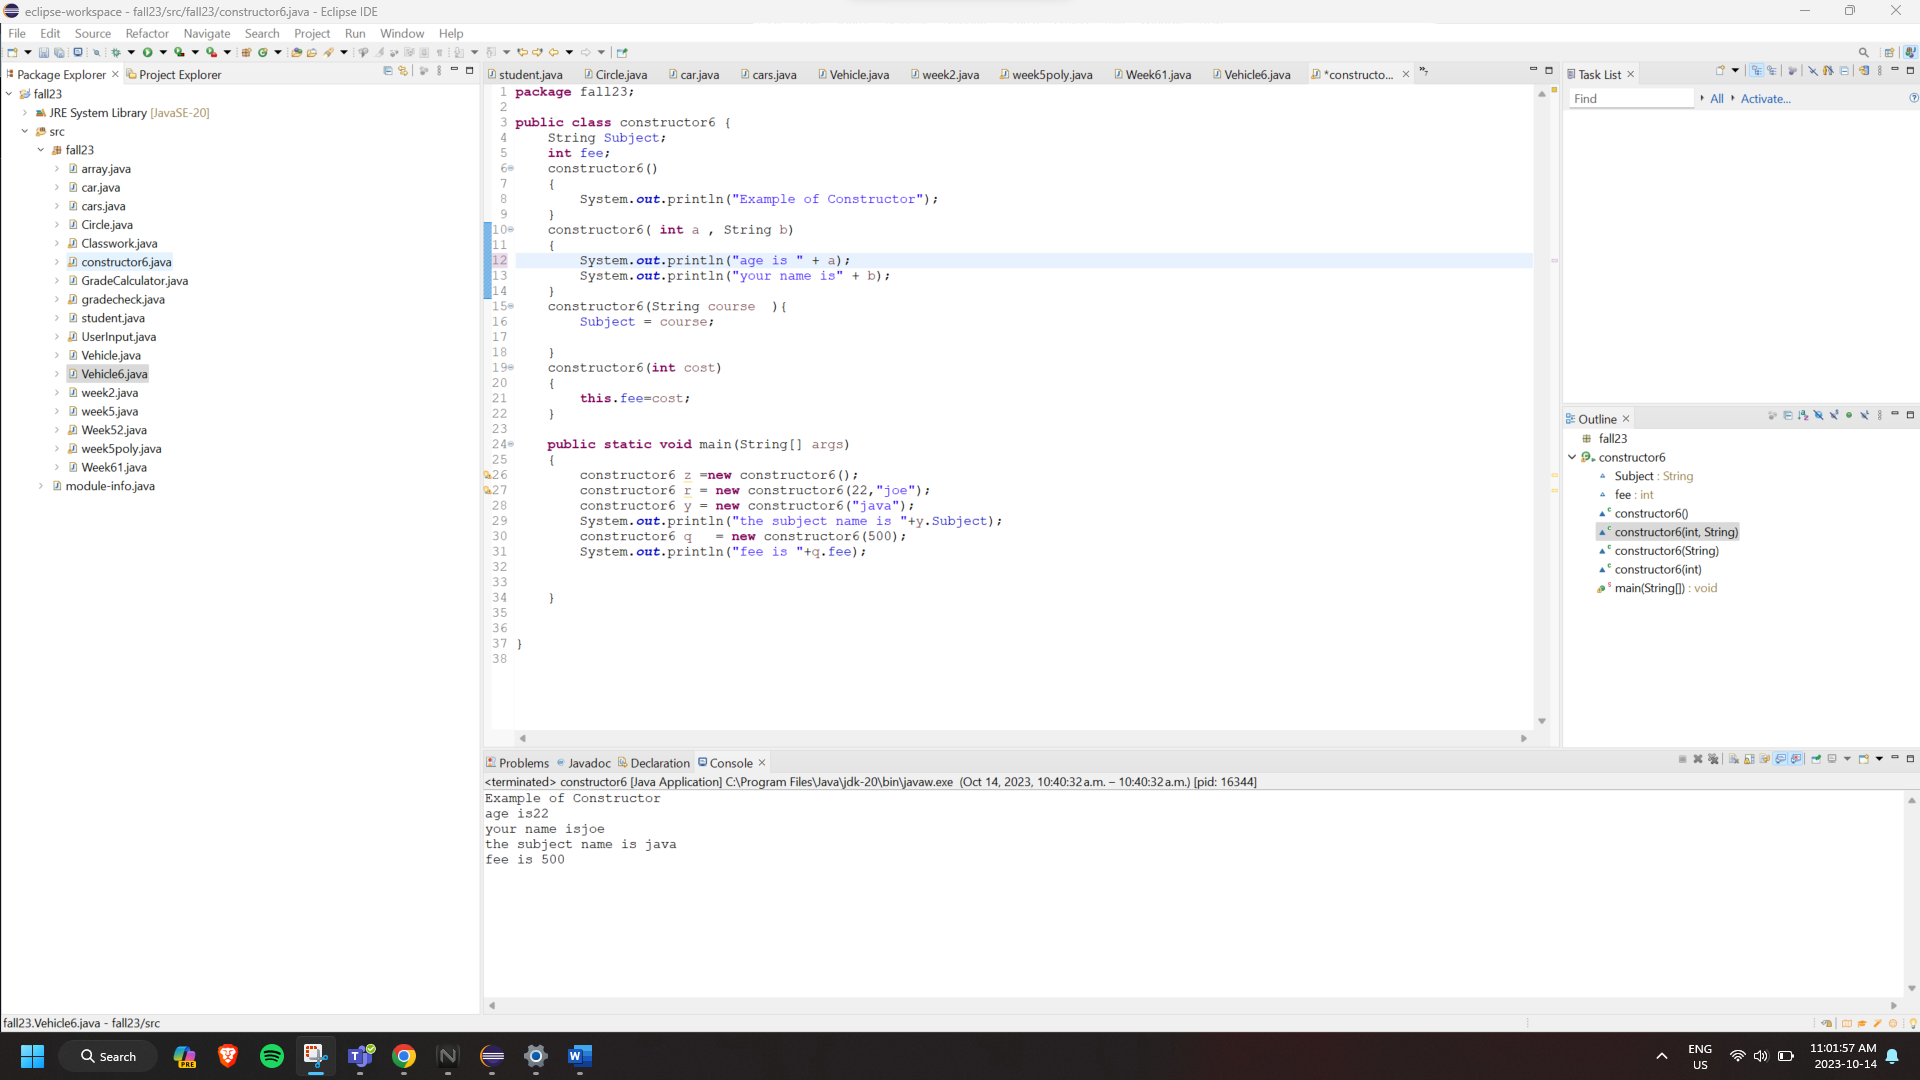 eclipse-workspace - fall23/src/fall23/constructor6.java - Eclipse IDE
File Edit Source Refactor Navigate Search Project Run Window Help
Package Explorer Project Explorer
fall23
JRE System Library [JavaSE-20]
src
fall23
array.java
car.java
cars.java
Circle.java
Classwork.java
constructor6.java
GradeCalculator.java
gradecheck.java
student.java
UserInput.java
Vehicle.java
Vehicle6.java
week2.java
week5.java
Week52.java
week5poly.java
Week61.java
module-info.java
student.java Circle.java car.java cars.java Vehicle.java week2.java week5poly.java Week61.java Vehicle6.java *constructo... »7
1 package fall23;
2
3 public class constructor6 {
4 String Subject;
5 int fee;
6 constructor6()
7 {
8 System.out.println("Example of Constructor");
9 }
10 constructor6( int a , String b)
11 {
12 System.out.println("age is " + a);
13 System.out.println("your name is" + b);
14 }
15 constructor6(String course ){
16 Subject = course;
17
18 }
19 constructor6(int cost)
20 {
21 this.fee=cost;
22 }
23
24 public static void main(String[] args)
25 {
26 constructor6 z =new constructor6();
27 constructor6 r = new constructor6(22,"joe");
28 constructor6 y = new constructor6("java");
29 System.out.println("the subject name is "+y.Subject);
30 constructor6 q = new constructor6(500);
31 System.out.println("fee is "+q.fee);
32
33
34 }
35
36
37 }
38
Task List
Find All Activate...
Outline
fall23
constructor6
Subject : String
fee : int
constructor6()
constructor6(int, String)
constructor6(String)
constructor6(int)
main(String[]) : void
Problems Javadoc Declaration Console
<terminated> constructor6 [Java Application] C:\Program Files\Java\jdk-20\bin\javaw.exe (Oct 14, 2023, 10:40:32 a.m. – 10:40:32 a.m.) [pid: 16344]
Example of Constructor
age is22
your name isjoe
the subject name is java
fee is 500
fall23.Vehicle6.java - fall23/src
Search
PRE
ENG
US
11:01:57 AM
2023-10-14